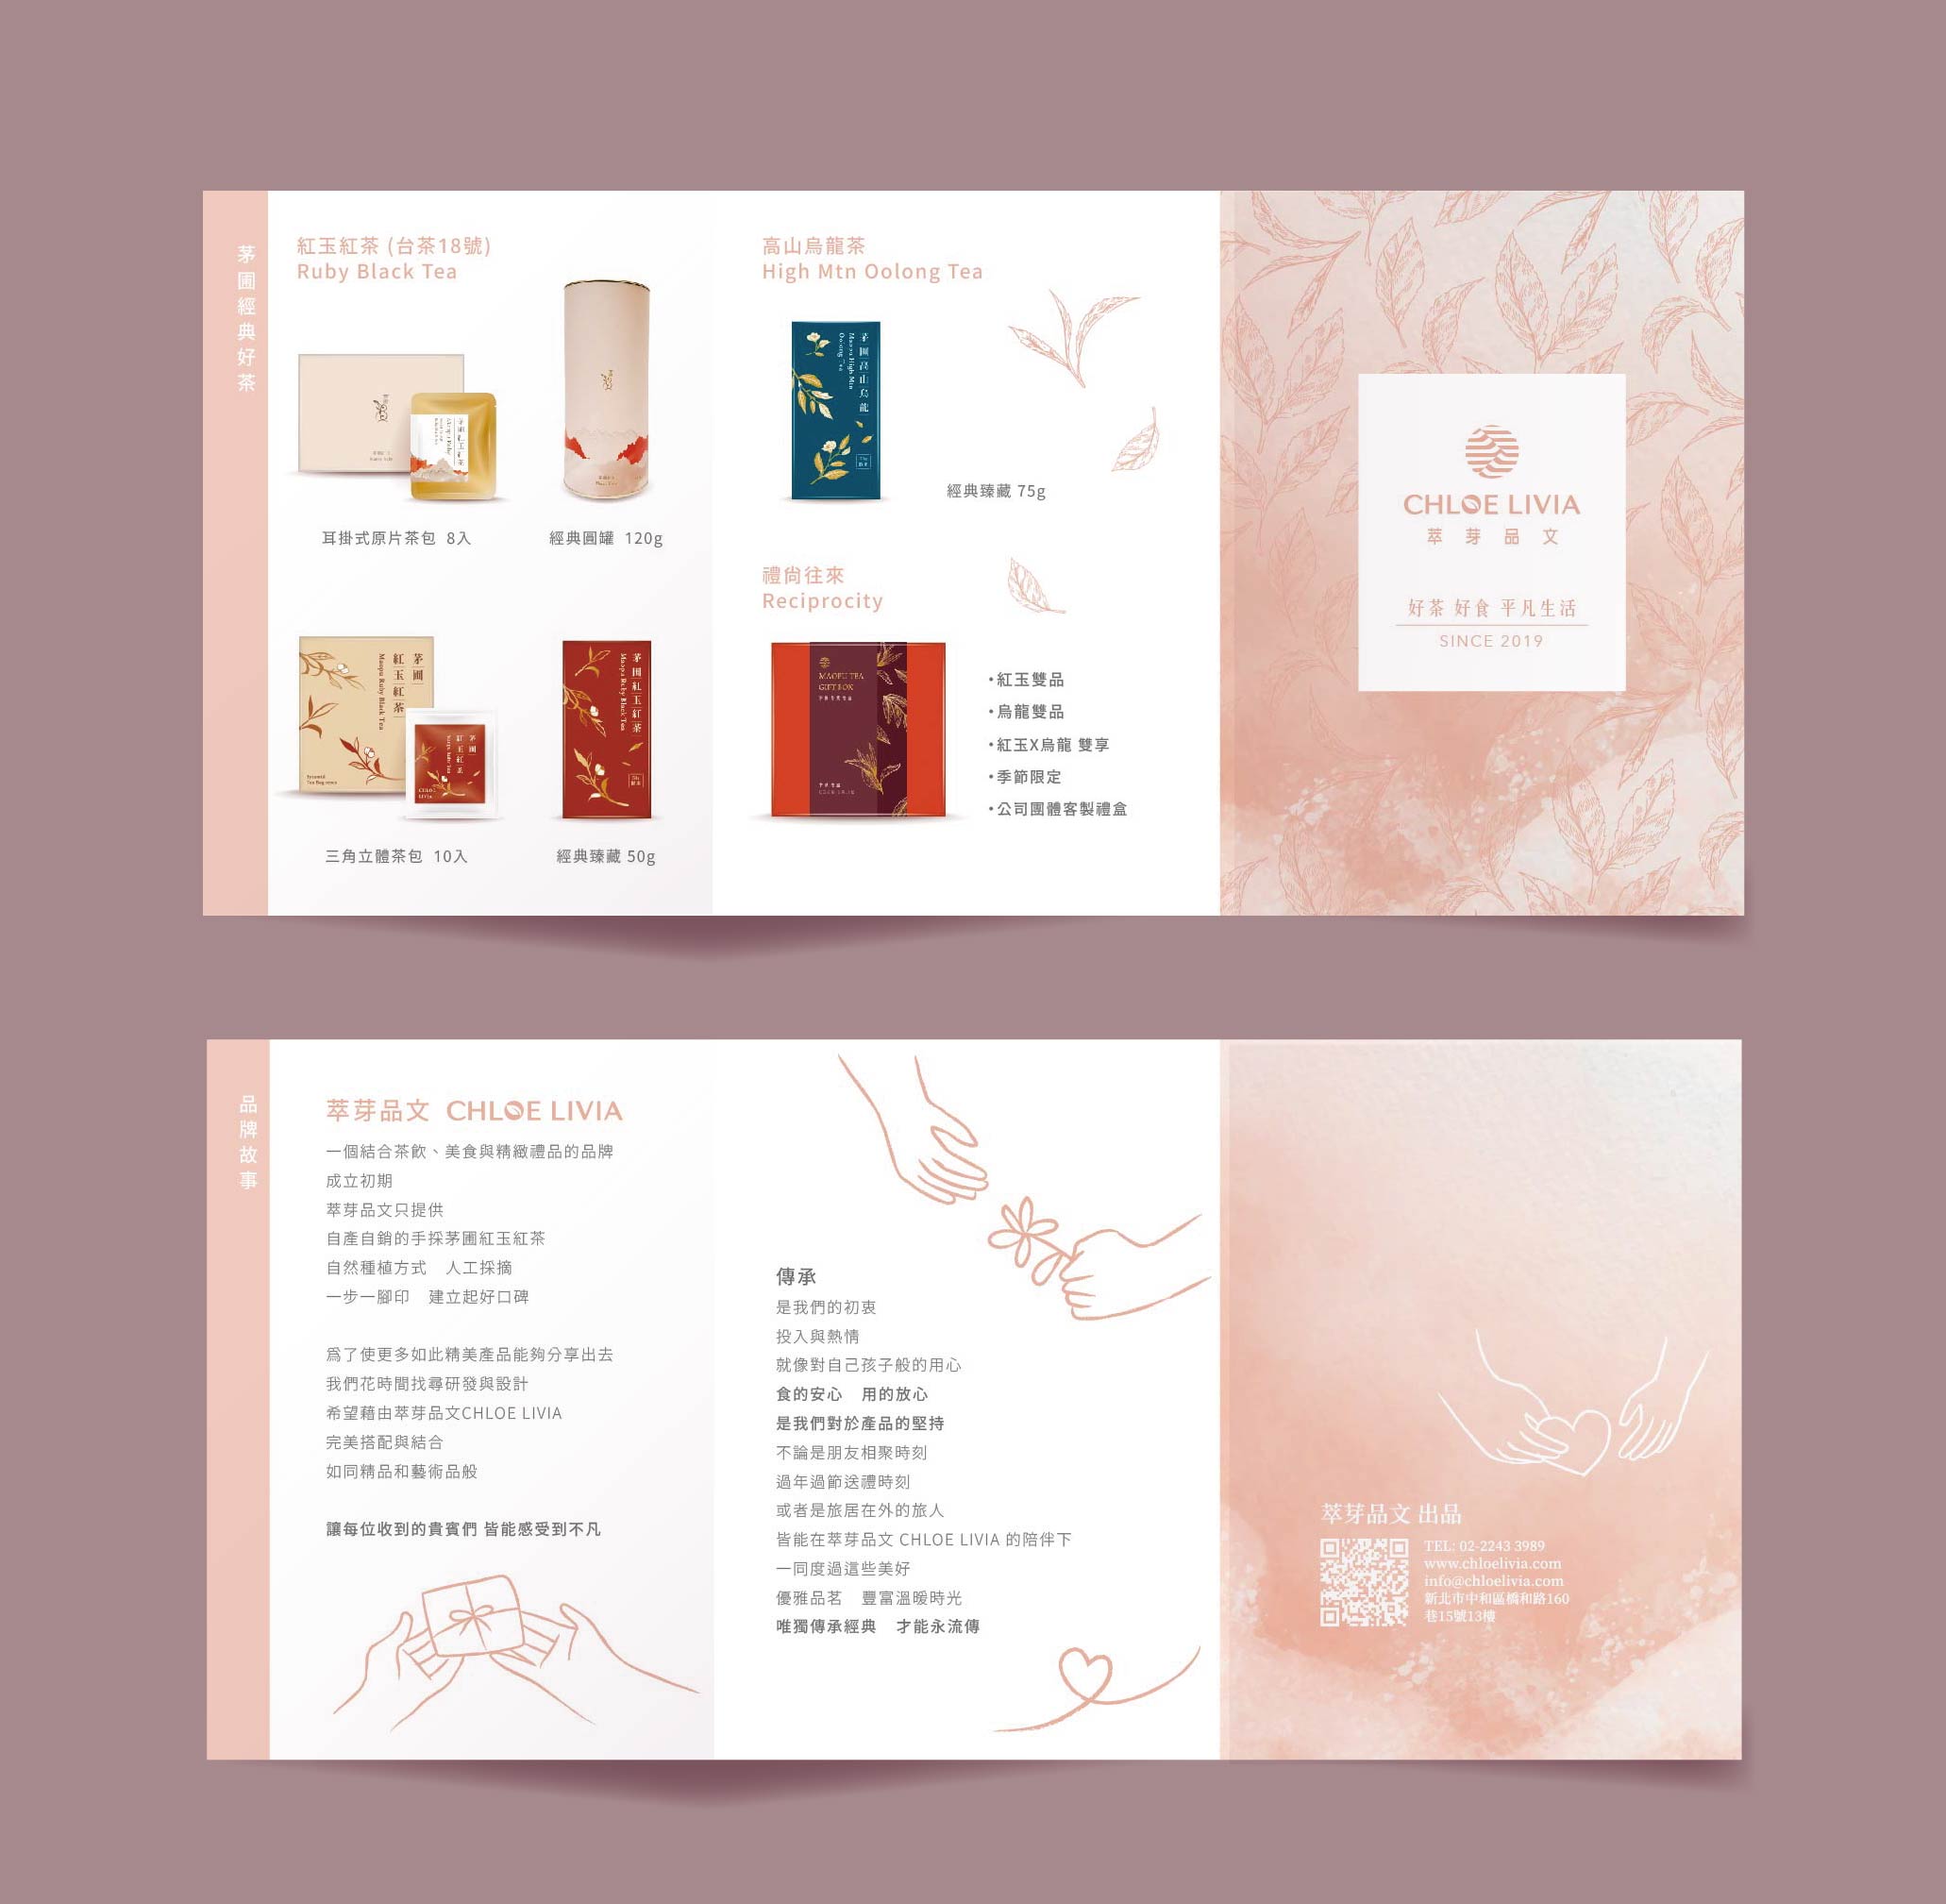 茅圃經典好茶
紅玉紅茶 (台茶18號)
Ruby Black Tea
耳掛式原片茶包 8入
經典圓罐 120g
茅圃
紅玉紅茶
Maopu Ruby Black Tea
CHLOE
LIVIA
三角立體茶包 10入
茅圃紅玉紅茶
Maopu Ruby Black Tea
經典臻藏 50g
高山烏龍茶
High Mtn Oolong Tea
茅圃高山烏龍
Maopu High Mtn
Oolong Tea
經典臻藏 75g
禮尚往來
Reciprocity
MAOPU TEA
GIFT BOX
•紅玉雙品
•烏龍雙品
•紅玉X烏龍 雙享
•季節限定
•公司團體客製禮盒
CHLOE LIVIA
萃芽品文
好茶 好食 平凡生活
SINCE 2019
品牌故事
萃芽品文 CHLOE LIVIA
一個結合茶飲、美食與精緻禮品的品牌
成立初期
萃芽品文只提供
自產自銷的手採茅圃紅玉紅茶
自然種植方式 人工採摘
一步一腳印 建立起好口碑
爲了使更多如此精美產品能夠分享出去
我們花時間找尋研發與設計
希望藉由萃芽品文CHLOE LIVIA
完美搭配與結合
如同精品和藝術品般
讓每位收到的貴賓們 皆能感受到不凡
傳承
是我們的初衷
投入與熱情
就像對自己孩子般的用心
食的安心 用的放心
是我們對於產品的堅持
不論是朋友相聚時刻
過年過節送禮時刻
或者是旅居在外的旅人
皆能在萃芽品文 CHLOE LIVIA 的陪伴下
一同度過這些美好
優雅品茗 豐富溫暖時光
唯獨傳承經典 才能永流傳
萃芽品文 出品
TEL: 02-2243 3989
www.chloelivia.com
info@chloelivia.com
新北市中和區橋和路160
巷15號13樓